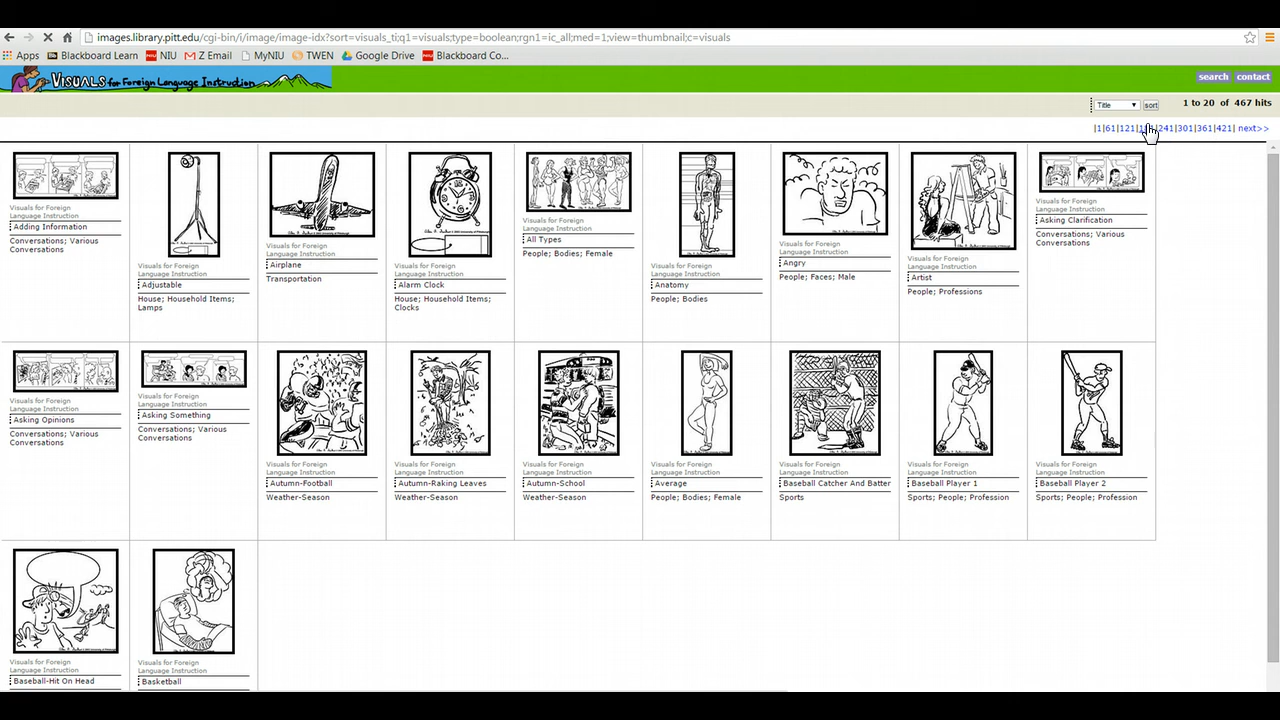 images.library.pitt.edu/cgi-bin/i/image/image-idx?sort=visuals_ti;q1=visuals;type=boolean;rgn1=ic_all;med=1;view=thumbnail;c=visuals
Apps Blackboard Learn NIU Z Email MyNIU TWEN Google Drive Blackboard Co...
VISUALS for Foreign Language Instruction
search contact
Title sort 1 to 20 of 467 hits
|1|61|121| |241|301|361|421| next>>
Visuals for Foreign
Language Instruction
Adding Information
Conversations; Various
Conversations
Visuals for Foreign
Language Instruction
Adjustable
House; Household Items;
Lamps
Visuals for Foreign
Language Instruction
Airplane
Transportation
Visuals for Foreign
Language Instruction
Alarm Clock
House; Household Items;
Clocks
Visuals for Foreign
Language Instruction
All Types
People; Bodies; Female
Visuals for Foreign
Language Instruction
Anatomy
People; Bodies
Visuals for Foreign
Language Instruction
Angry
People; Faces; Male
Visuals for Foreign
Language Instruction
Artist
People; Professions
Visuals for Foreign
Language Instruction
Asking Clarification
Conversations; Various
Conversations
Visuals for Foreign
Language Instruction
Asking Opinions
Conversations; Various
Conversations
Visuals for Foreign
Language Instruction
Asking Something
Conversations; Various
Conversations
Visuals for Foreign
Language Instruction
Autumn-Football
Weather-Season
Visuals for Foreign
Language Instruction
Autumn-Raking Leaves
Weather-Season
Visuals for Foreign
Language Instruction
Autumn-School
Weather-Season
Visuals for Foreign
Language Instruction
Average
People; Bodies; Female
Visuals for Foreign
Language Instruction
Baseball Catcher And Batter
Sports
Visuals for Foreign
Language Instruction
Baseball Player 1
Sports; People; Profession
Visuals for Foreign
Language Instruction
Baseball Player 2
Sports; People; Profession
Visuals for Foreign
Language Instruction
Baseball-Hit On Head
Visuals for Foreign
Language Instruction
Basketball